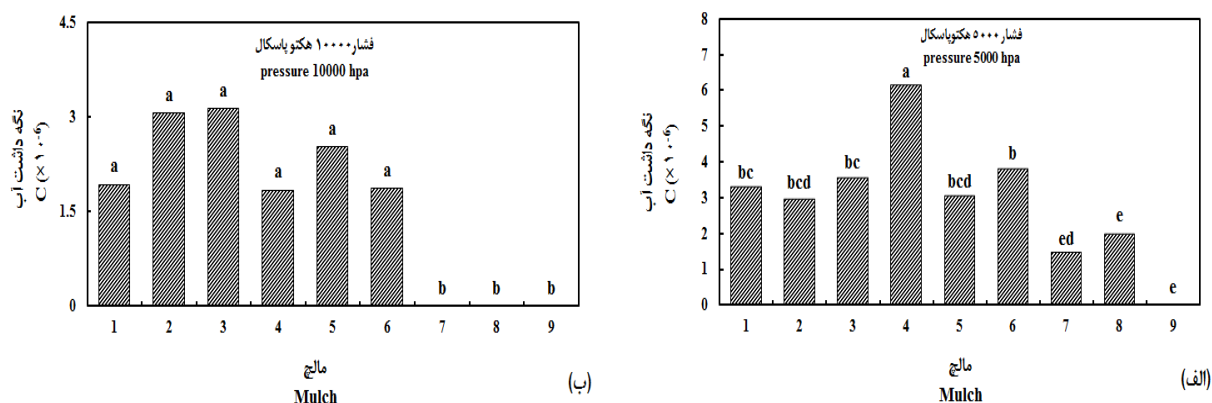 4.5
3
1.5
0
فشار ۱۰۰۰۰ هکتوپاسکال
pressure 10000 hpa
a a a a a a b b b
1 2 3 4 5 6 7 8 9
نگه داشت آب
C (×۱۰⁻⁶)
مالچ
Mulch
(ب)
8
7
6
5
4
3
2
1
0
فشار ۵۰۰۰ هکتوپاسکال
pressure 5000 hpa
bc bcd bc a bcd b ed e e
1 2 3 4 5 6 7 8 9
نگه داشت آب
C (×۱۰⁻⁶)
مالچ
Mulch
(الف)